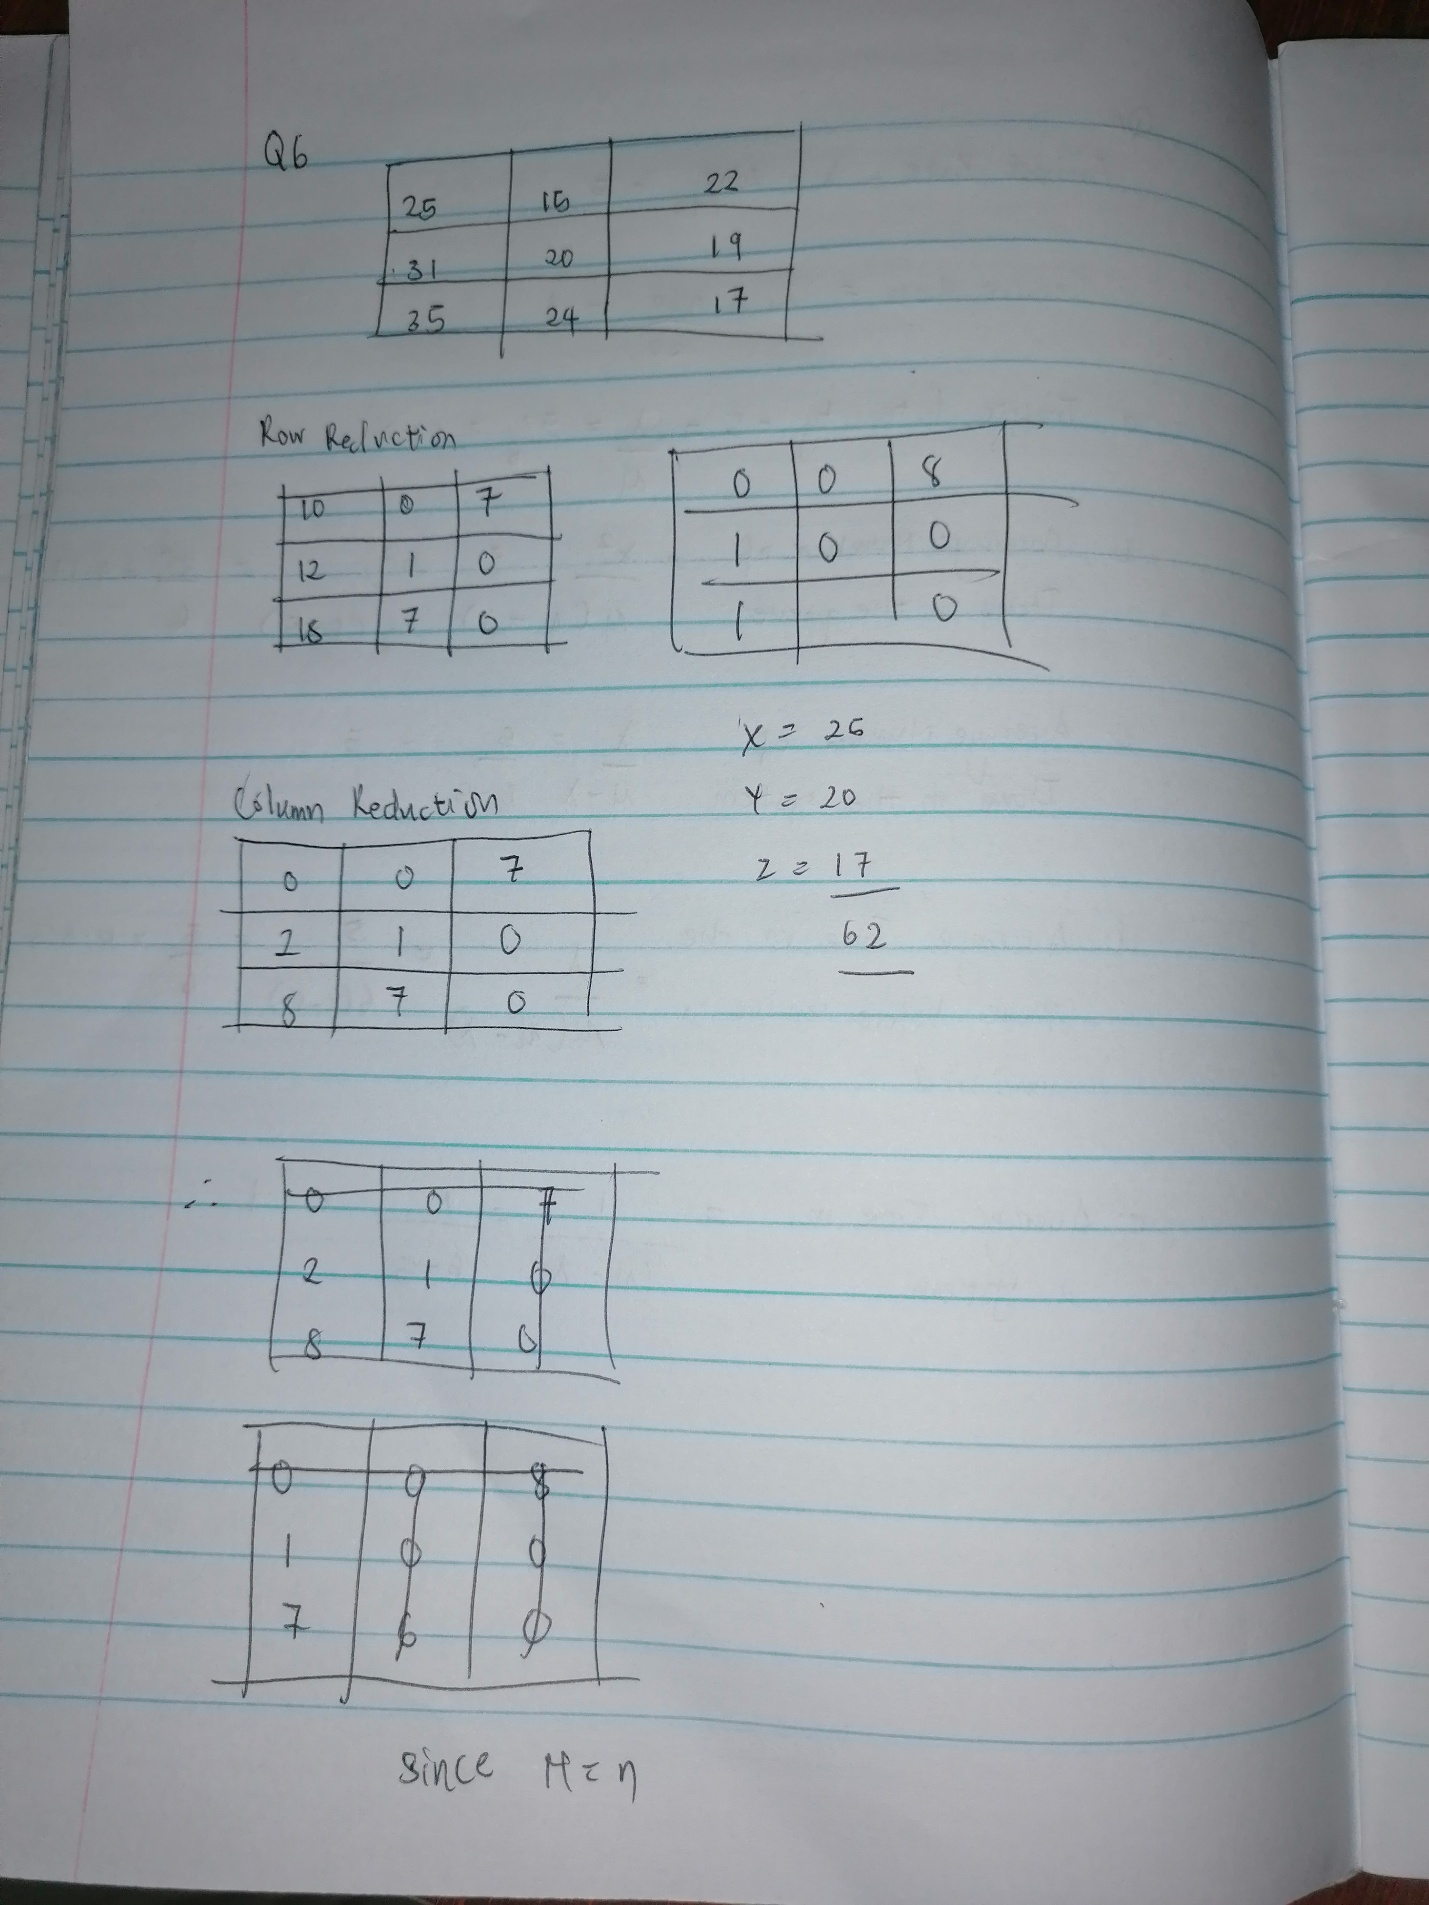 Q6
25 15 22
31 20 19
35 24 17
Row Reduction
10 0 7
12 1 0
18 7 0
0 0 8
1 0 0
1 0
X = 25
Y = 20
Z = 17
62
Column Reduction
0 0 7
2 1 0
8 7 0
∴
0 0 7
2 1 0
8 7 0
0 0 8
1 0 0
7 6 0
since M = n